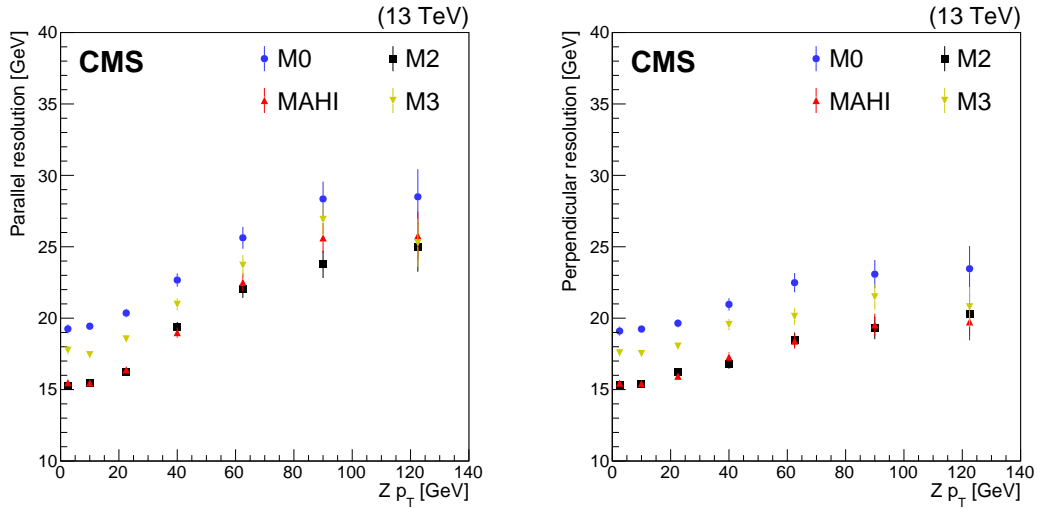 (13 TeV)
CMS
M0
M2
MAHI
M3
Parallel resolution [GeV]
40
35
30
25
20
15
10
0 20 40 60 80 100 120 140
Z p_T [GeV]
(13 TeV)
CMS
M0
M2
MAHI
M3
Perpendicular resolution [GeV]
40
35
30
25
20
15
10
0 20 40 60 80 100 120 140
Z p_T [GeV]